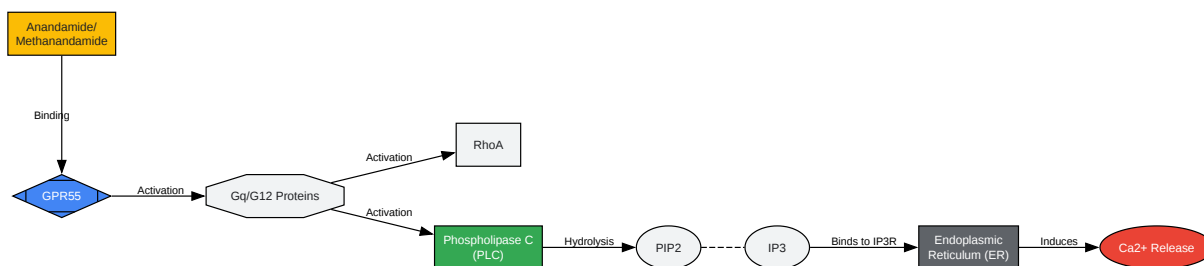 Anandamide/
Methanandamide
Binding
GPR55
Activation
Gq/G12 Proteins
Activation
RhoA
Activation
Phospholipase C
(PLC)
Hydrolysis
PIP2
IP3
Binds to IP3R
Endoplasmic
Reticulum (ER)
Induces
Ca2+ Release